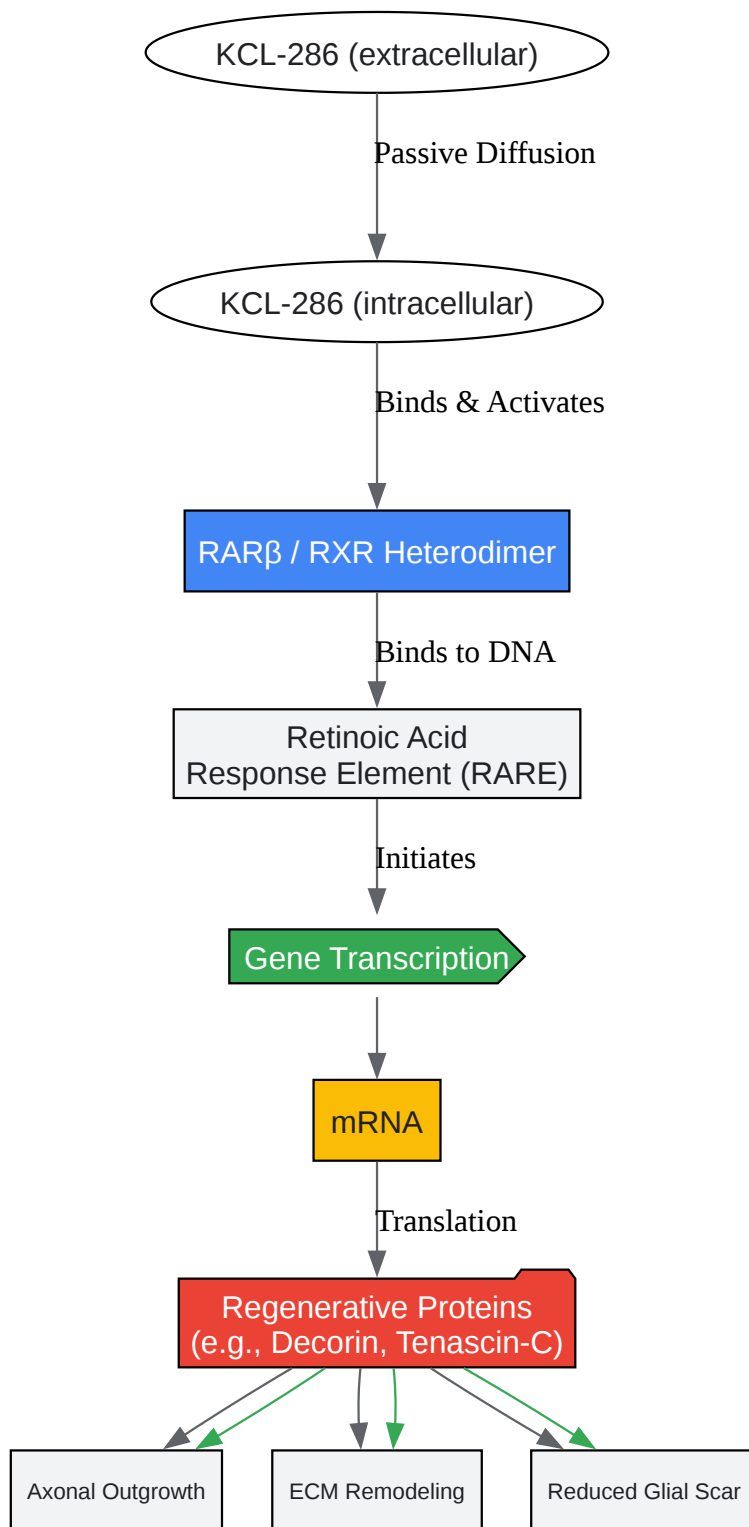 KCL-286 (extracellular)
Passive Diffusion
KCL-286 (intracellular)
Binds & Activates
RARβ / RXR Heterodimer
Binds to DNA
Retinoic Acid
Response Element (RARE)
Initiates
Gene Transcription
mRNA
Translation
Regenerative Proteins
(e.g., Decorin, Tenascin-C)
Axonal Outgrowth
ECM Remodeling
Reduced Glial Scar